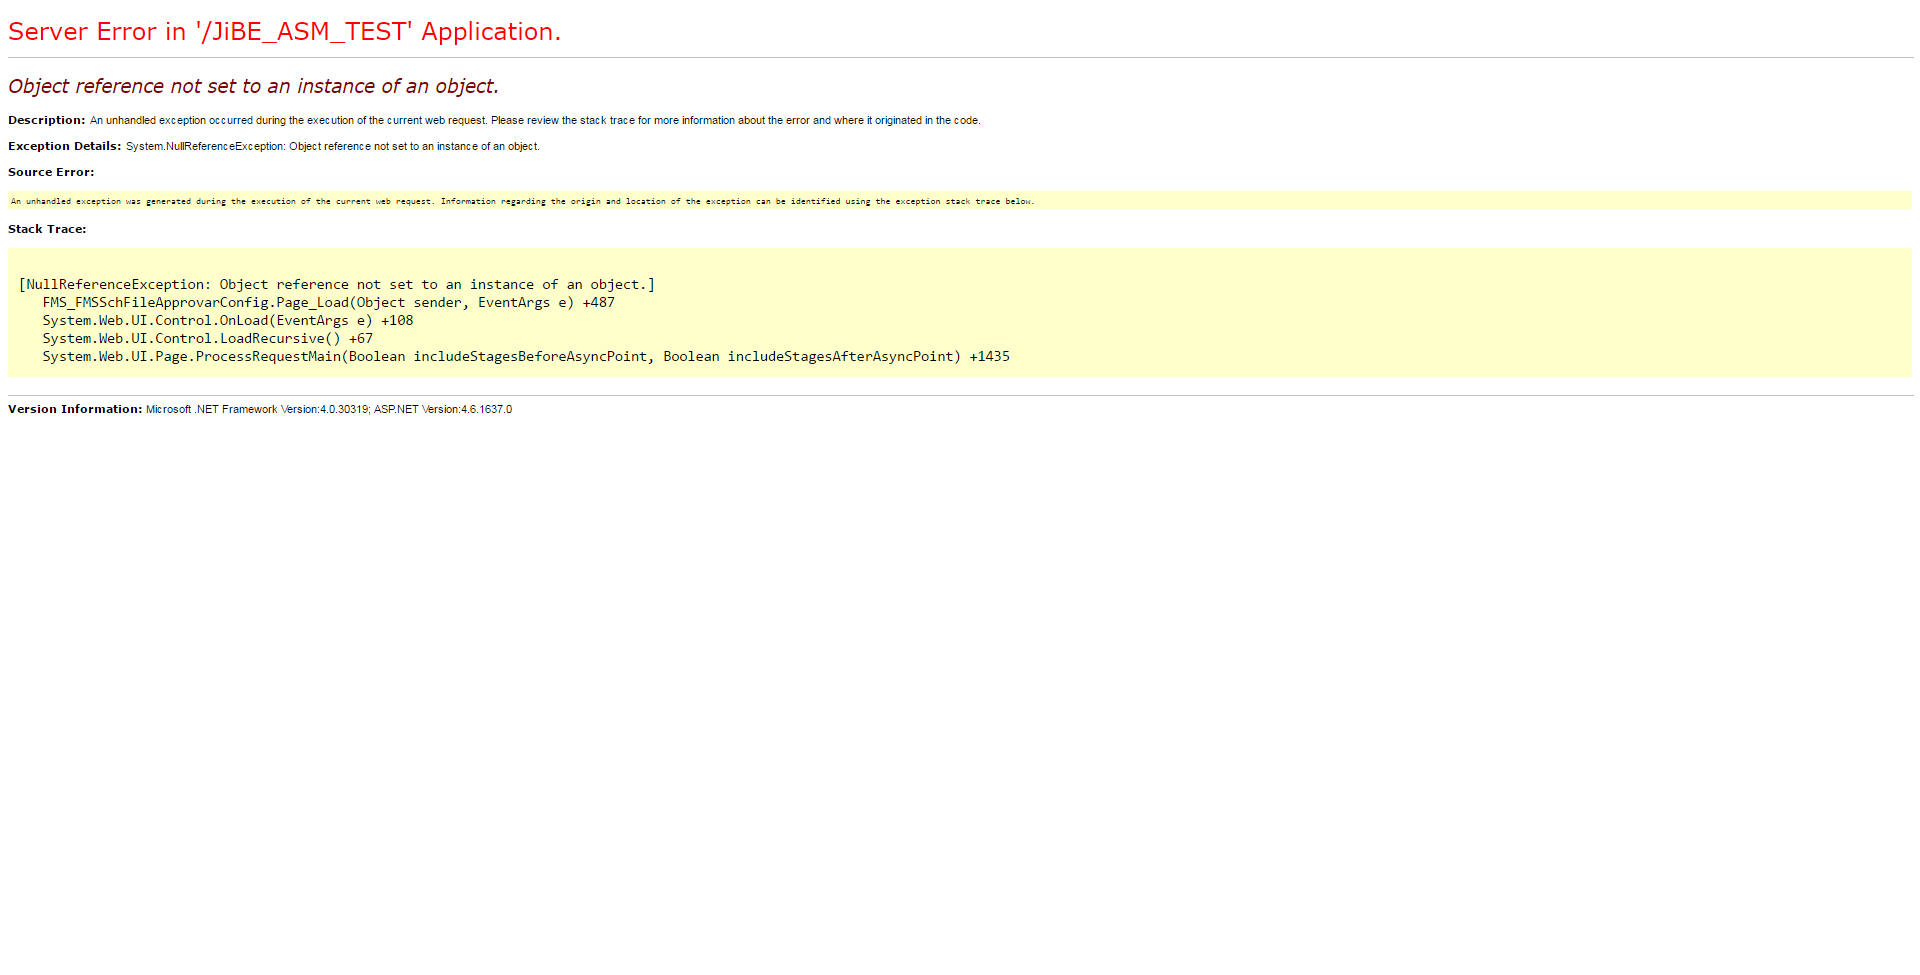 Server Error in '/JiBE_ASM_TEST' Application.
Object reference not set to an instance of an object.
Description: An unhandled exception occurred during the execution of the current web request. Please review the stack trace for more information about the error and where it originated in the code.
Exception Details: System.NullReferenceException: Object reference not set to an instance of an object.
Source Error:
An unhandled exception was generated during the execution of the current web request. Information regarding the origin and location of the exception can be identified using the exception stack trace below.
Stack Trace:
[NullReferenceException: Object reference not set to an instance of an object.]
FMS_FMSSchFileApprovarConfig.Page_Load(Object sender, EventArgs e) +487
System.Web.UI.Control.OnLoad(EventArgs e) +108
System.Web.UI.Control.LoadRecursive() +67
System.Web.UI.Page.ProcessRequestMain(Boolean includeStagesBeforeAsyncPoint, Boolean includeStagesAfterAsyncPoint) +1435
Version Information: Microsoft .NET Framework Version:4.0.30319; ASP.NET Version:4.6.1637.0